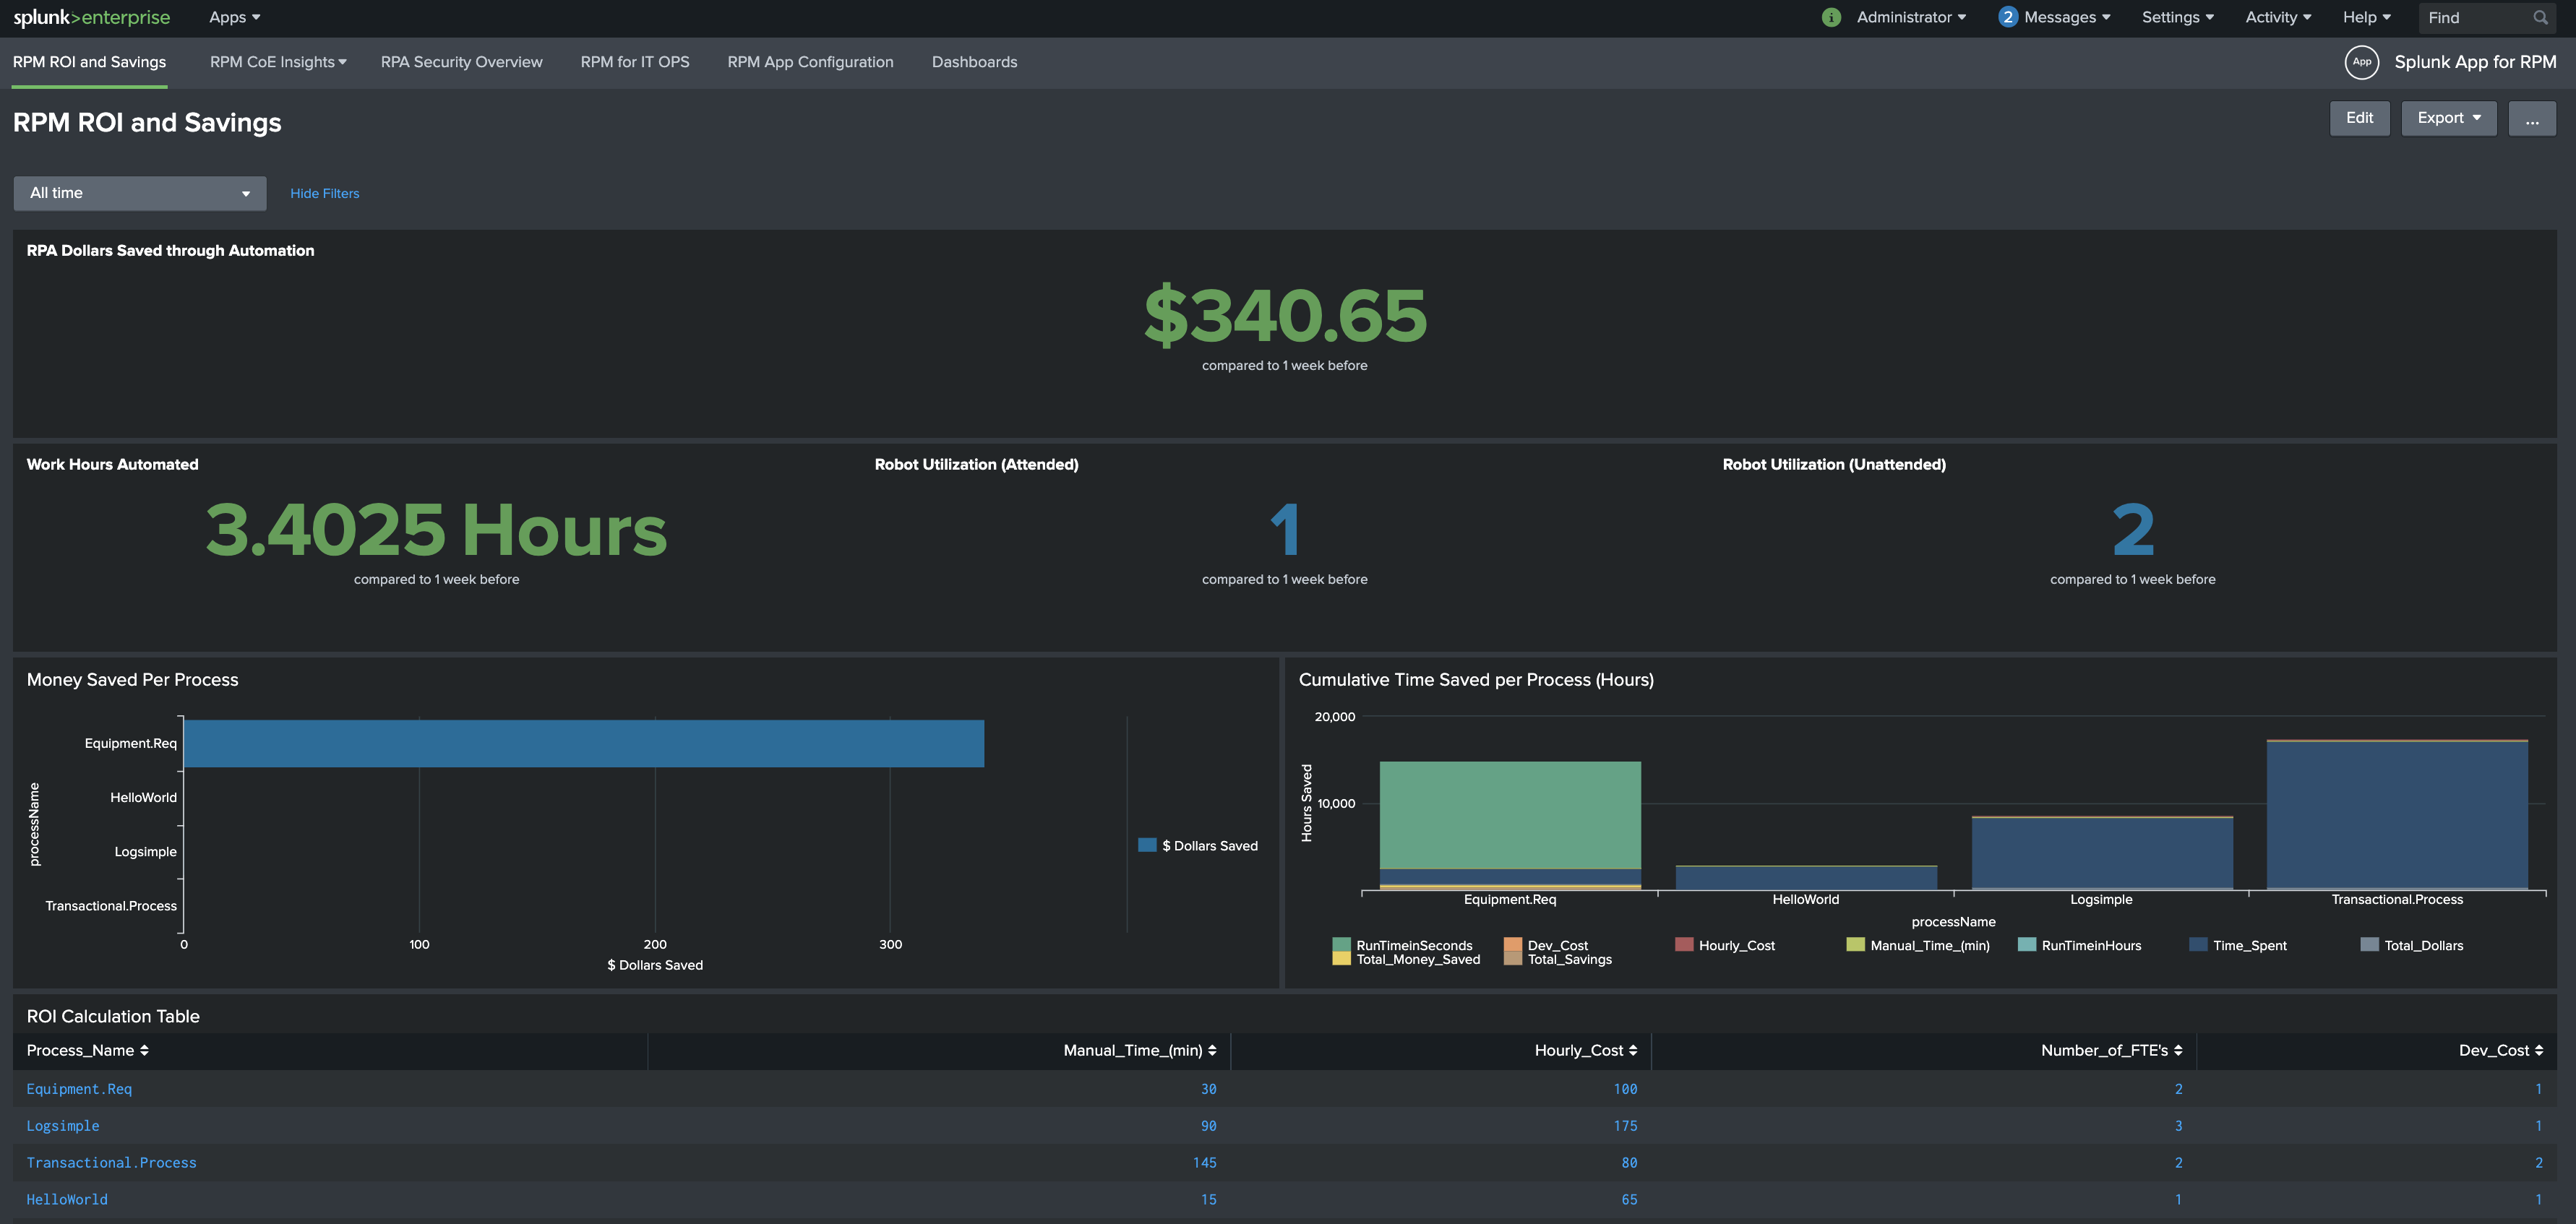 splunk>enterprise Apps i Administrator 2 Messages Settings Activity Help Find
RPM ROI and Savings RPM CoE Insights RPA Security Overview RPM for IT OPS RPM App Configuration Dashboards App Splunk App for RPM
RPM ROI and Savings Edit Export ...
All time Hide Filters
RPA Dollars Saved through Automation
$340.65
compared to 1 week before
Work Hours Automated
3.4025 Hours
compared to 1 week before
Robot Utilization (Attended)
1
compared to 1 week before
Robot Utilization (Unattended)
2
compared to 1 week before
Money Saved Per Process
processName
Equipment.Req
HelloWorld
Logsimple
Transactional.Process
0 100 200 300
$ Dollars Saved
$ Dollars Saved
Cumulative Time Saved per Process (Hours)
Hours Saved
20,000
10,000
Equipment.Req HelloWorld Logsimple Transactional.Process
processName
RunTimeinSeconds Dev_Cost Hourly_Cost Manual_Time_(min) RunTimeinHours Time_Spent Total_Dollars
Total_Money_Saved Total_Savings
ROI Calculation Table
Process_Name Manual_Time_(min) Hourly_Cost Number_of_FTE's Dev_Cost
Equipment.Req 30 100 2 1
Logsimple 90 175 3 1
Transactional.Process 145 80 2 2
HelloWorld 15 65 1 1